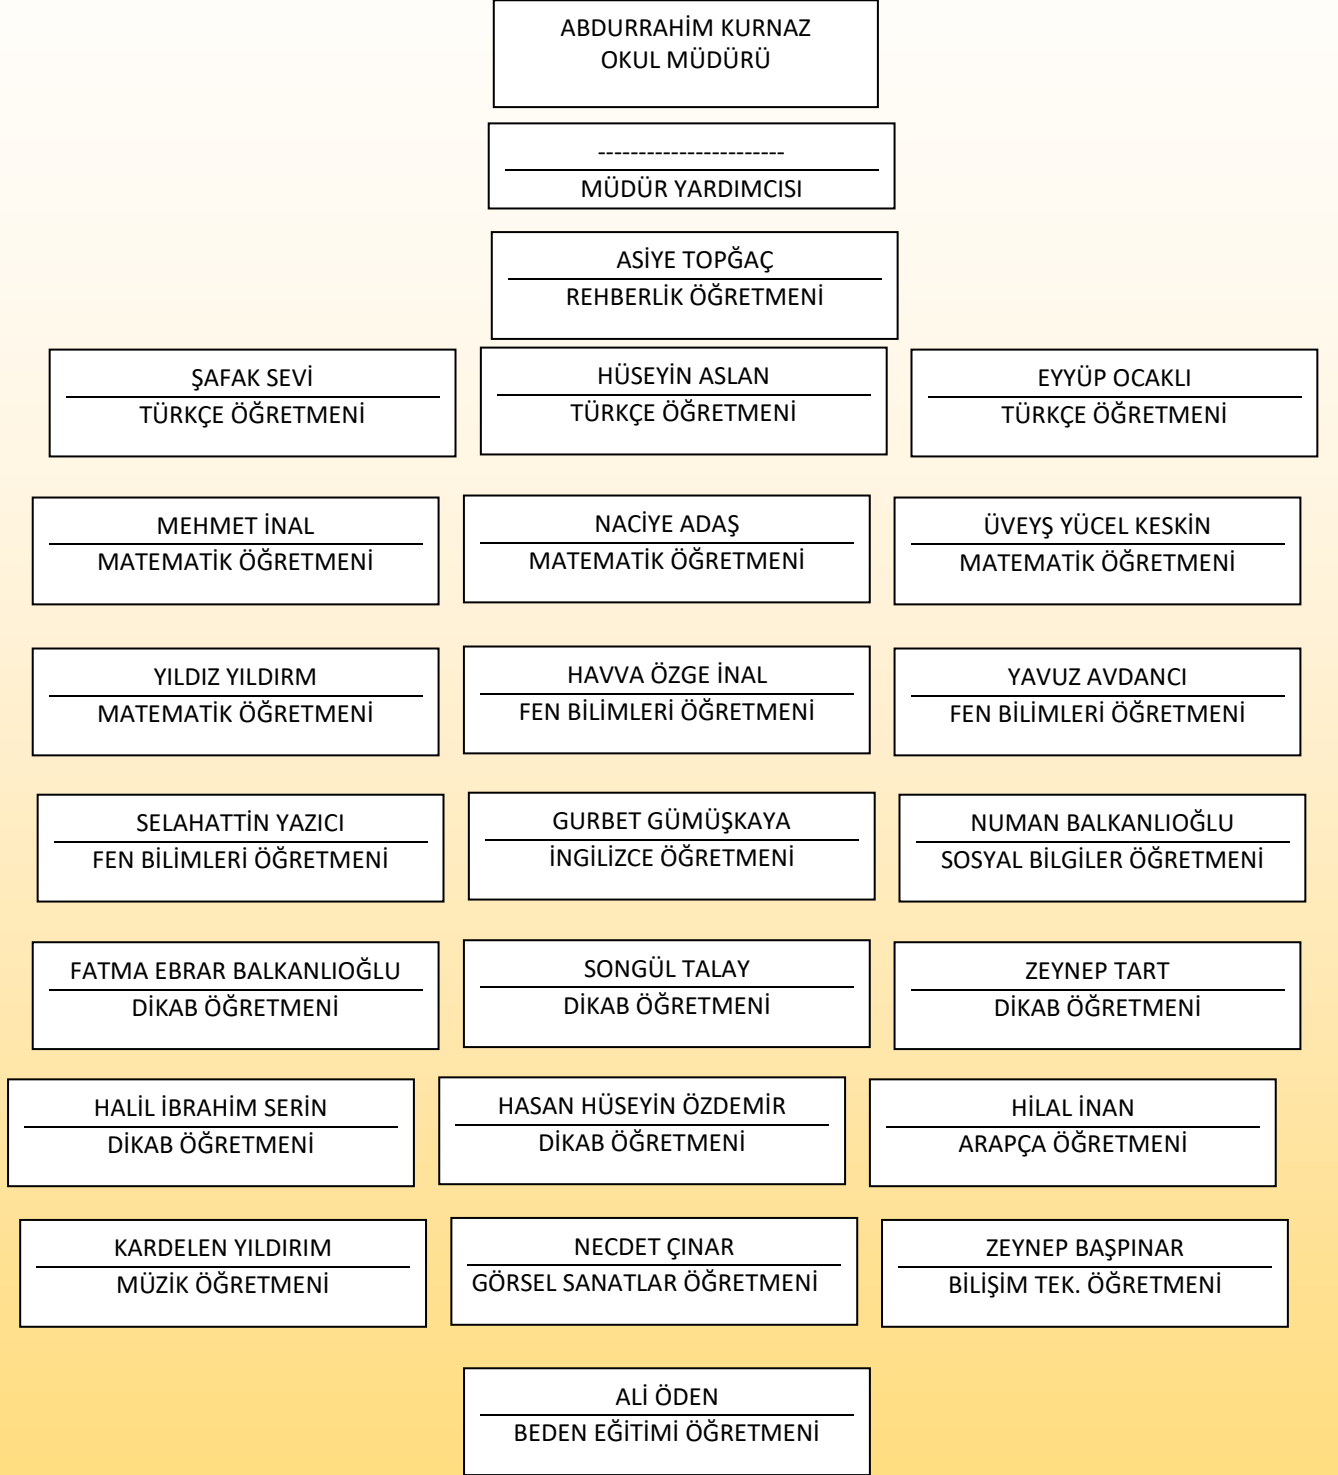 ABDURRAHİM KURNAZ
OKUL MÜDÜRÜ
-----------------------
MÜDÜR YARDIMCISI
ASİYE TOPĞAÇ
REHBERLİK ÖĞRETMENİ
ŞAFAK SEVİ
TÜRKÇE ÖĞRETMENİ
HÜSEYİN ASLAN
TÜRKÇE ÖĞRETMENİ
EYYÜP OCAKLI
TÜRKÇE ÖĞRETMENİ
MEHMET İNAL
MATEMATİK ÖĞRETMENİ
NACİYE ADAŞ
MATEMATİK ÖĞRETMENİ
ÜVEYŞ YÜCEL KESKİN
MATEMATİK ÖĞRETMENİ
YILDIZ YILDIRM
MATEMATİK ÖĞRETMENİ
HAVVA ÖZGE İNAL
FEN BİLİMLERİ ÖĞRETMENİ
YAVUZ AVDANCI
FEN BİLİMLERİ ÖĞRETMENİ
SELAHATTİN YAZICI
FEN BİLİMLERİ ÖĞRETMENİ
GURBET GÜMÜŞKAYA
İNGİLİZCE ÖĞRETMENİ
NUMAN BALKANLIOĞLU
SOSYAL BİLGİLER ÖĞRETMENİ
FATMA EBRAR BALKANLIOĞLU
DİKAB ÖĞRETMENİ
SONGÜL TALAY
DİKAB ÖĞRETMENİ
ZEYNEP TART
DİKAB ÖĞRETMENİ
HALİL İBRAHİM SERİN
DİKAB ÖĞRETMENİ
HASAN HÜSEYİN ÖZDEMİR
DİKAB ÖĞRETMENİ
HİLAL İNAN
ARAPÇA ÖĞRETMENİ
KARDELEN YILDIRIM
MÜZİK ÖĞRETMENİ
NECDET ÇINAR
GÖRSEL SANATLAR ÖĞRETMENİ
ZEYNEP BAŞPINAR
BİLİŞİM TEK. ÖĞRETMENİ
ALİ ÖDEN
BEDEN EĞİTİMİ ÖĞRETMENİ